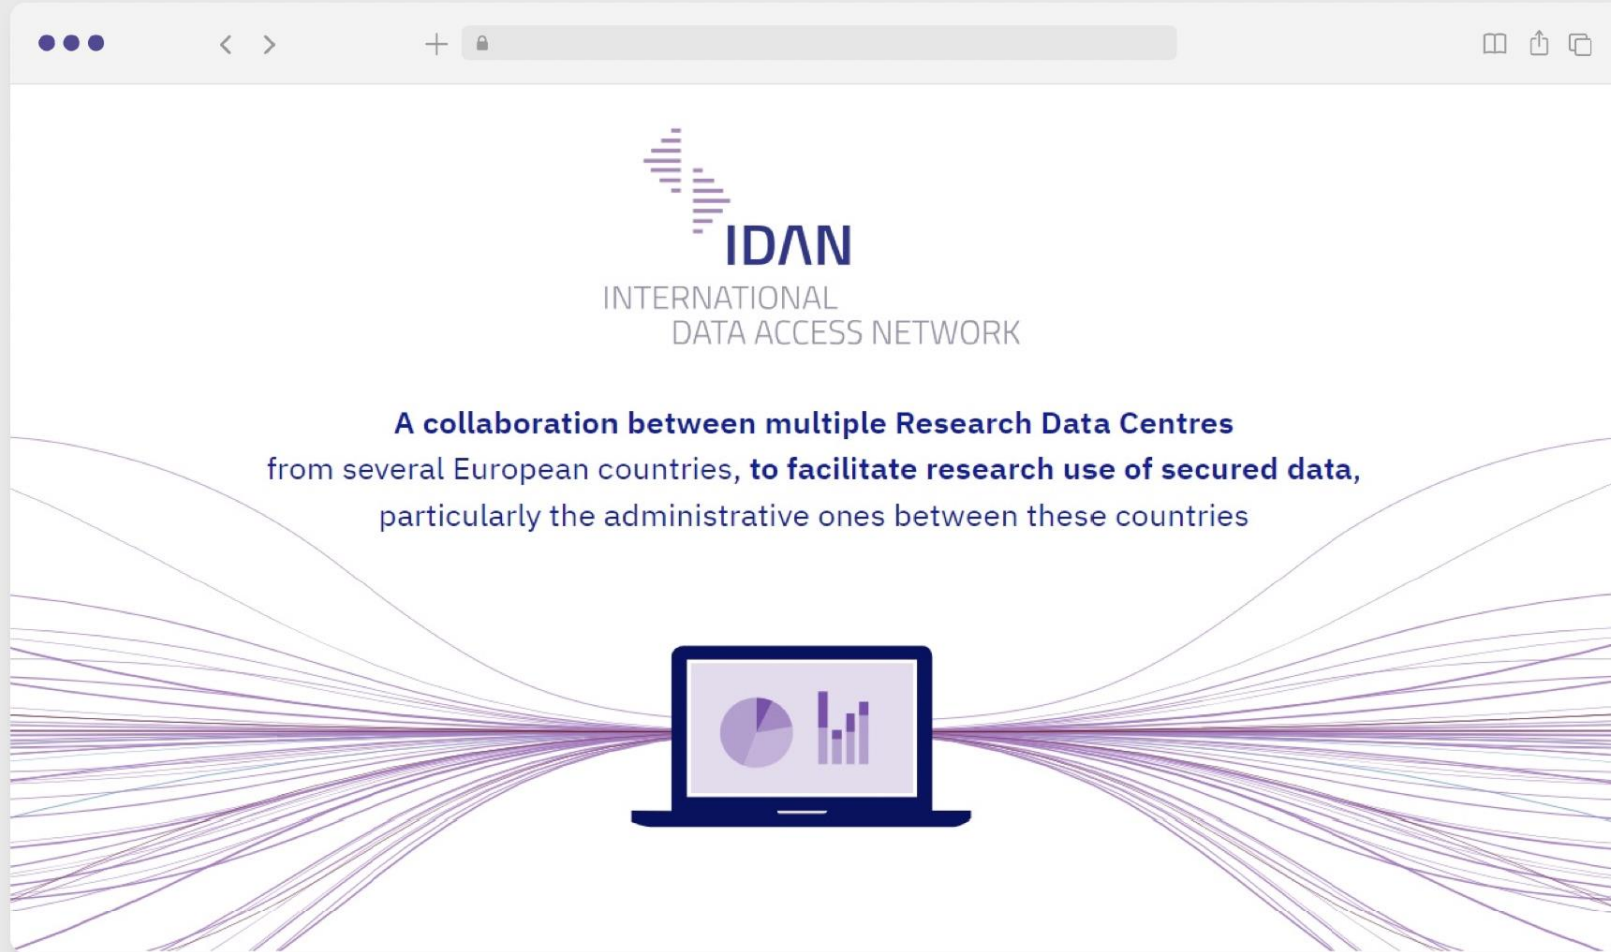 IDAN
INTERNATIONAL
DATA ACCESS NETWORK
A collaboration between multiple Research Data Centres
from several European countries, to facilitate research use of secured data,
particularly the administrative ones between these countries